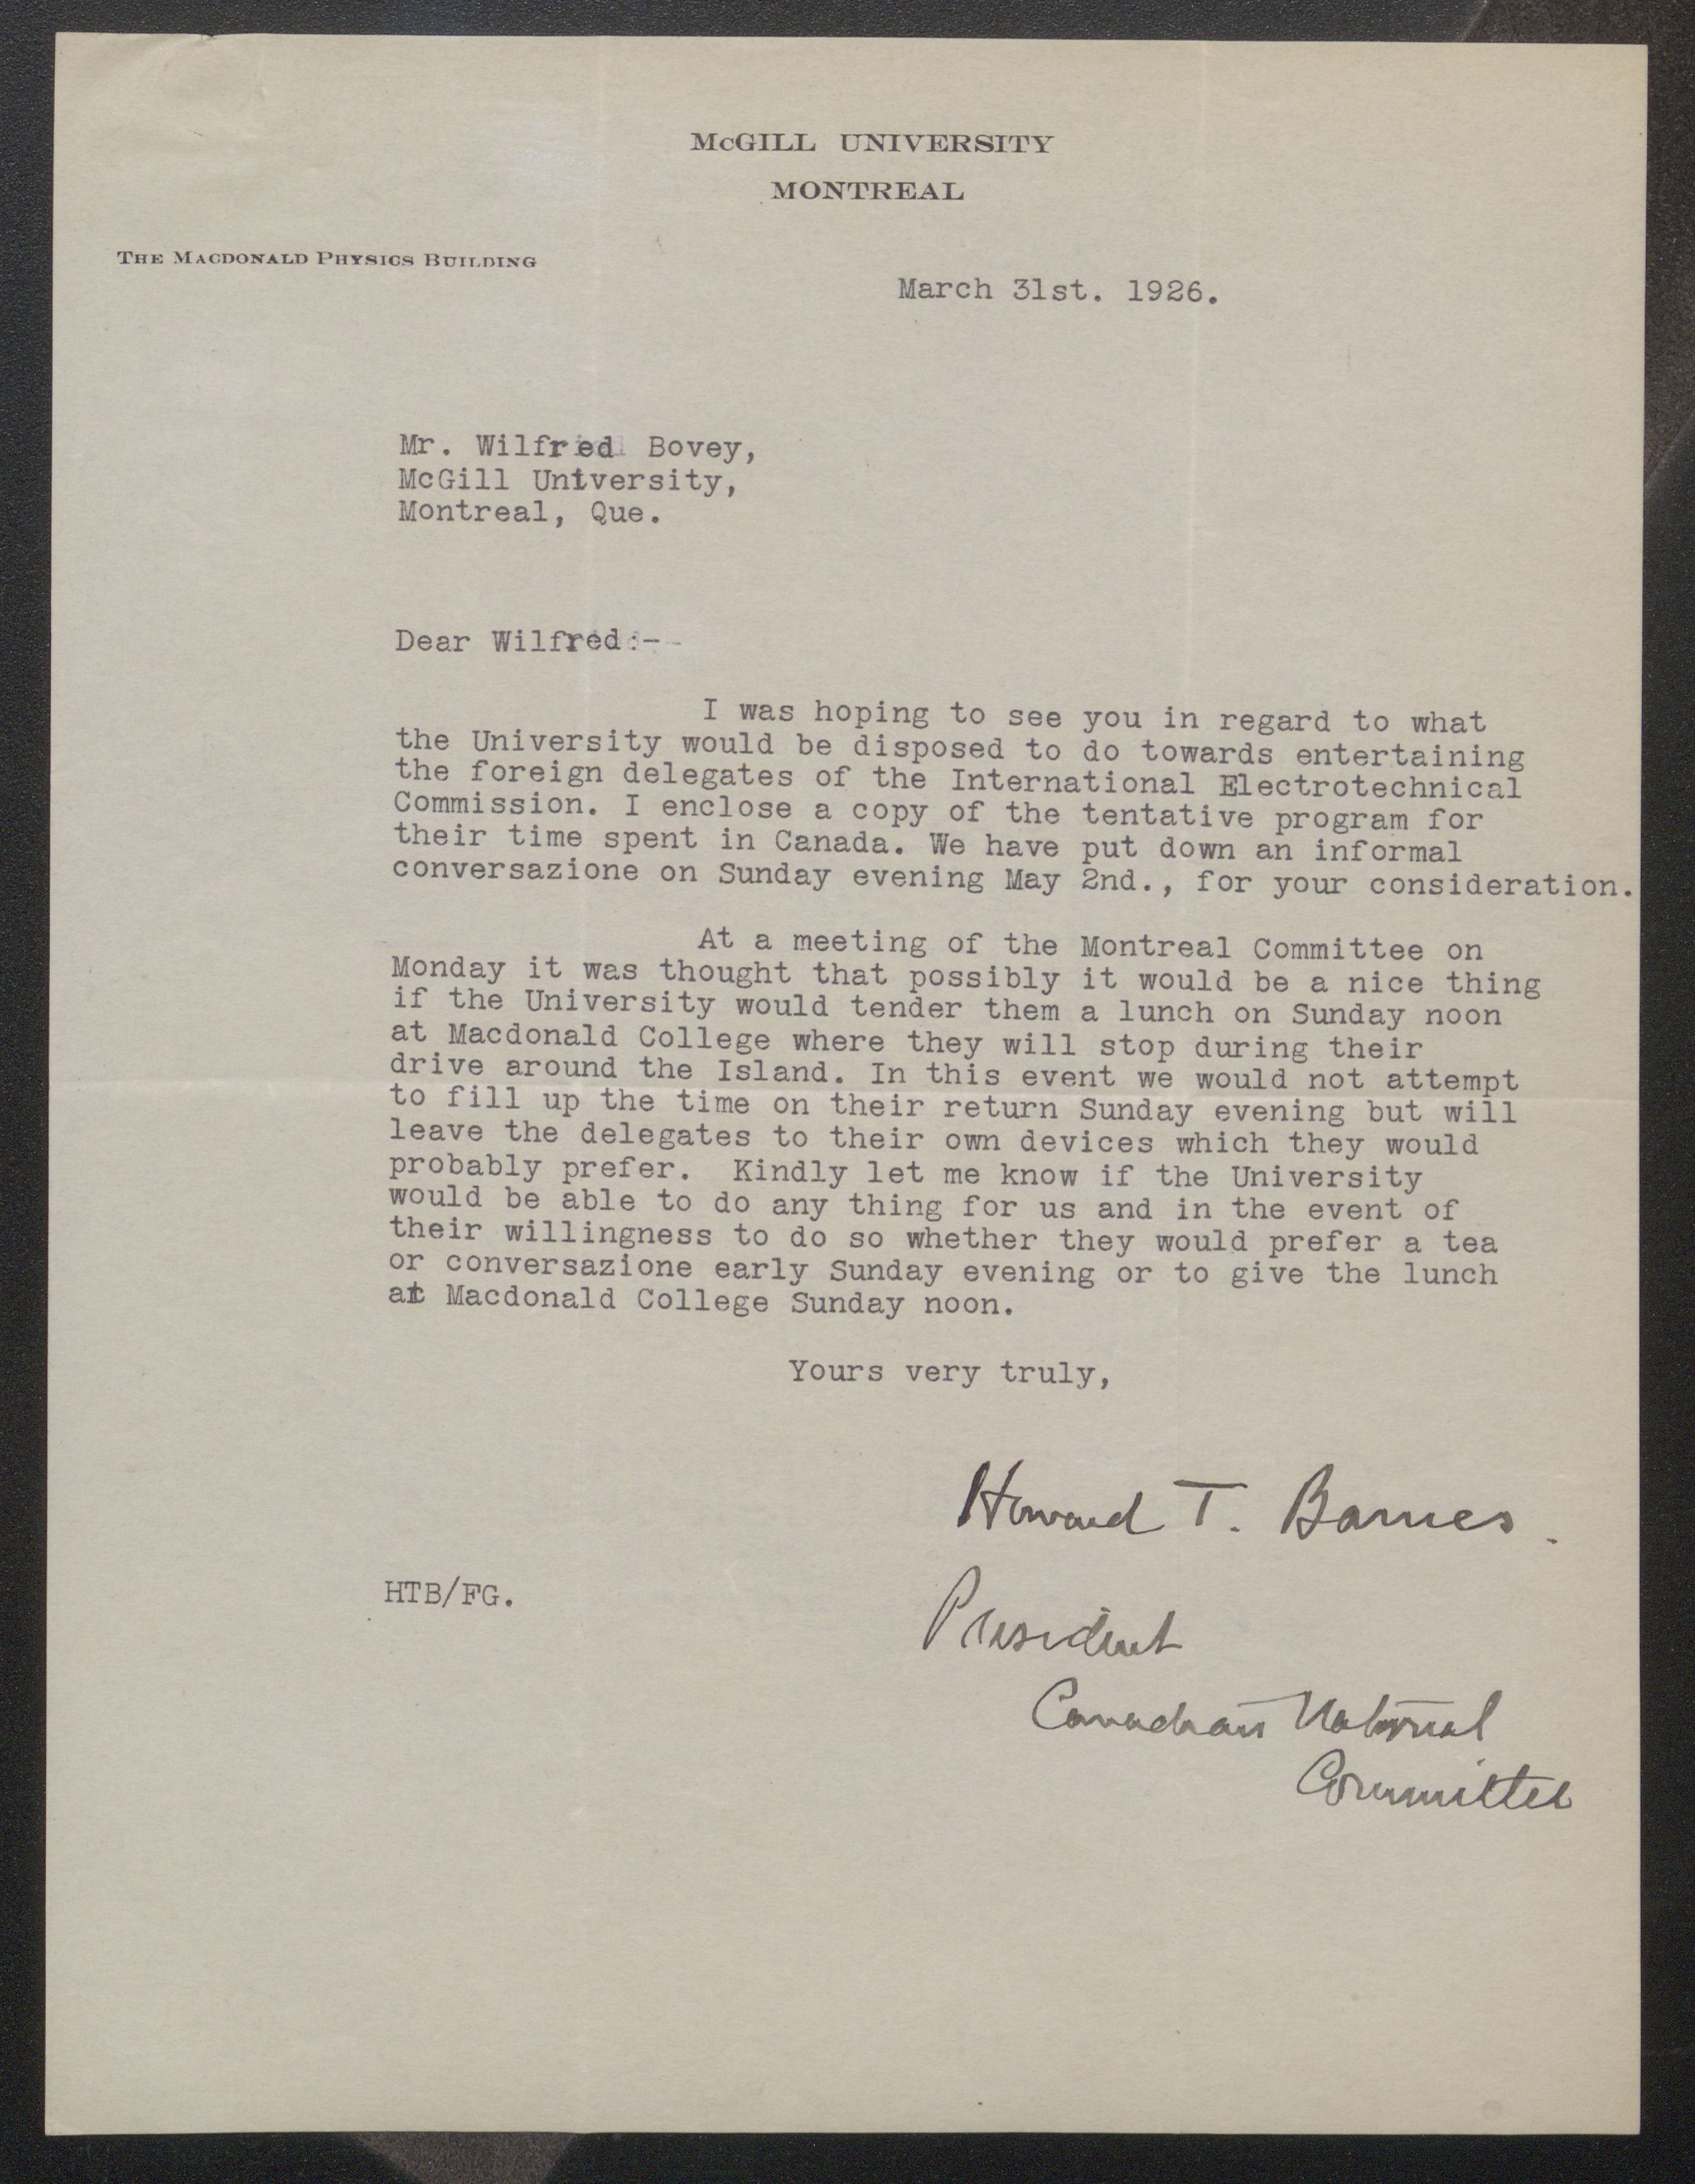 McGILL UNIVERSITY
MONTREAL
THE MACDONALD PHYSICS BUILDING
March 31st. 1926.
Mr. Wilfred Bovey,
McGill University,
Montreal, Que.
Dear Wilfred:-
I was hoping to see you in regard to what
the University would be disposed to do towards entertaining
the foreign delegates of the International Electrotechnical
Commission. I enclose a copy of the tentative program for
their time spent in Canada. We have put down an informal
conversazione on Sunday evening May 2nd., for your consideration.
At a meeting of the Montreal Committee on
Monday it was thought that possibly it would be a nice thing
if the University would tender them a lunch on Sunday noon
at Macdonald College where they will stop during their
drive around the Island. In this event we would not attempt
to fill up the time on their return Sunday evening but will
leave the delegates to their own devices which they would
probably prefer. Kindly let me know if the University
would be able to do any thing for us and in the event of
their willingness to do so whether they would prefer a tea
or conversazione early Sunday evening or to give the lunch
at Macdonald College Sunday noon.
Yours very truly,
Howard T. Barnes.
HTB/FG.
President
Canadian National
Committee